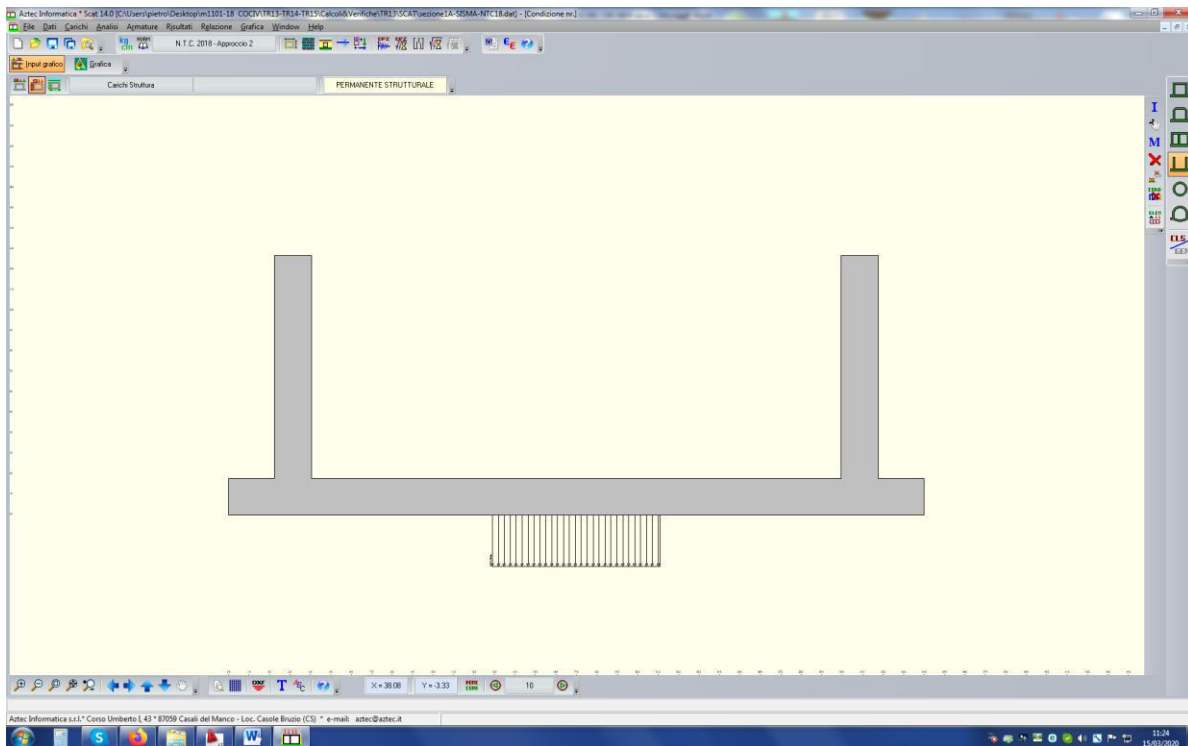 Aztec Informatica * Scat 14.0 [C:\Users\pietro\Desktop\m1101-18 COCIV\TR13-TR14-TR15\Calcoli&Verifiche\TR13\SCAT\sezione1A-SISMA-NTC18.dat] - [Condizione nr.]
File Dati Carichi Analisi Armature Risultati Relazione Grafica Window Help
N.T.C. 2018 - Approccio 2
Input grafico Grafica
Carichi Struttura PERMANENTE STRUTTURALE
I
M
CLS
X = 38.08 Y = -3.33 10
Aztec Informatica s.r.l.* Corso Umberto I, 43 * 87059 Casali del Manco - Loc. Casole Bruzio (CS) * e-mail: aztec@aztec.it
11:24
15/03/2020